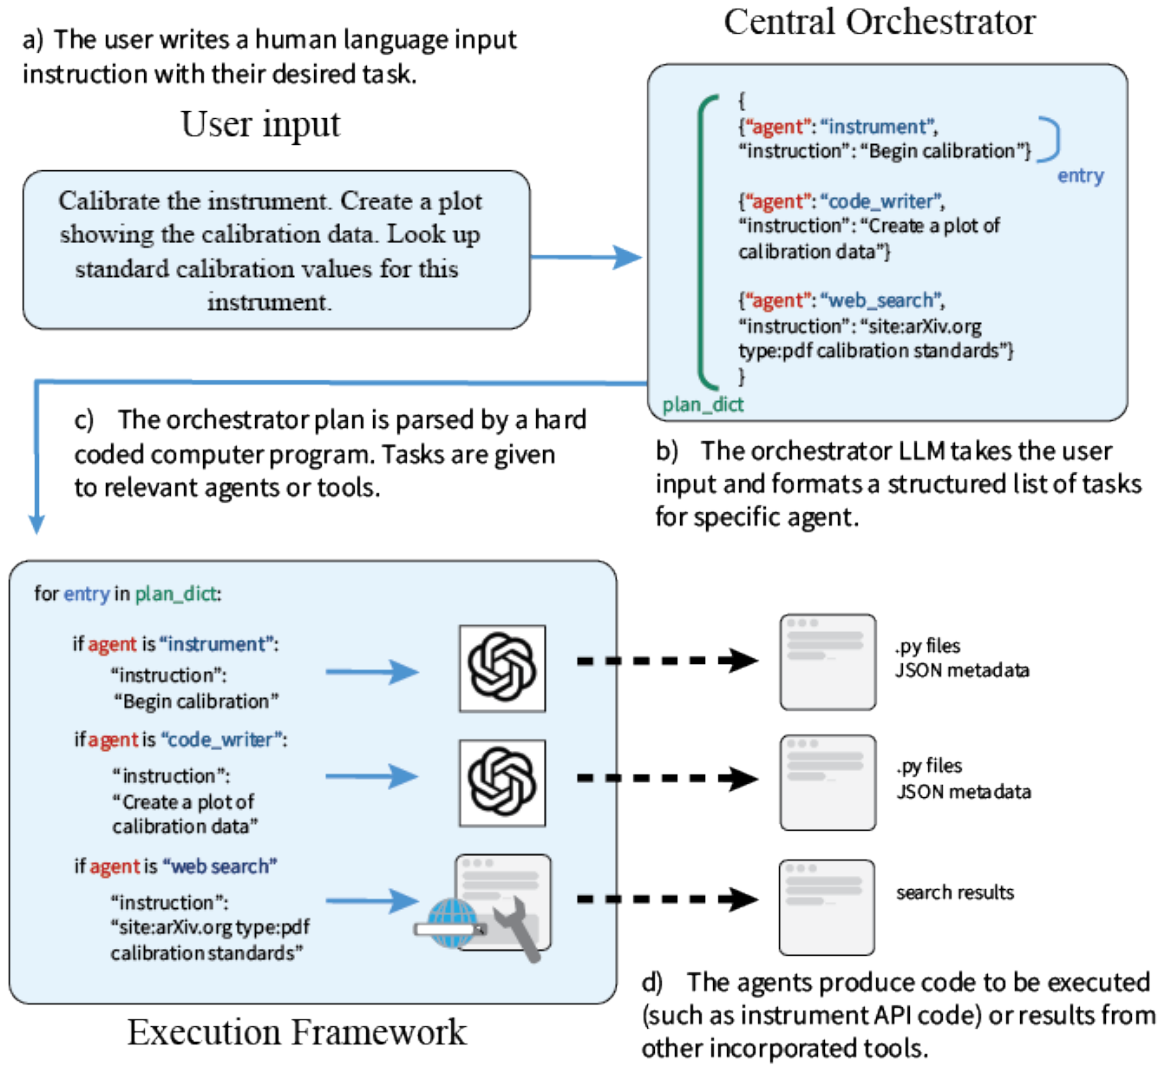 a) The user writes a human language input
instruction with their desired task.
User input
Calibrate the instrument. Create a plot
showing the calibration data. Look up
standard calibration values for this
instrument.
Central Orchestrator
{
{“agent”: “instrument”,
“instruction”: “Begin calibration”}
entry
{“agent”: “code_writer”,
“instruction”: “Create a plot of
calibration data”}
{“agent”: “web_search”,
“instruction”: “site:arXiv.org
type:pdf calibration standards”}
}
plan_dict
b) The orchestrator LLM takes the user
input and formats a structured list of tasks
for specific agent.
c) The orchestrator plan is parsed by a hard
coded computer program. Tasks are given
to relevant agents or tools.
for entry in plan_dict:
if agent is “instrument”:
“instruction”:
“Begin calibration”
if agent is “code_writer”:
“instruction”:
“Create a plot of
calibration data”
if agent is “web search”
“instruction”:
“site:arXiv.org type:pdf
calibration standards”
Execution Framework
.py files
JSON metadata
.py files
JSON metadata
search results
d) The agents produce code to be executed
(such as instrument API code) or results from
other incorporated tools.